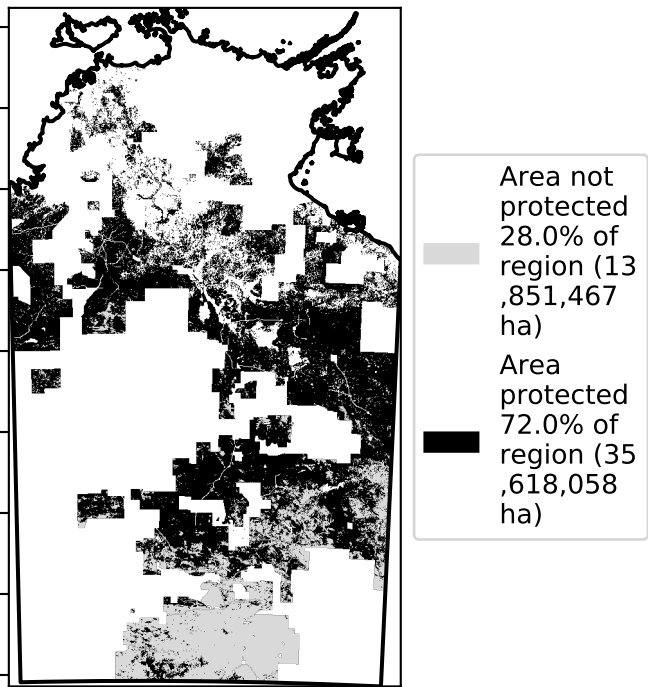 Area not
protected
28.0% of
region (13
,851,467
ha)
Area
protected
72.0% of
region (35
,618,058
ha)